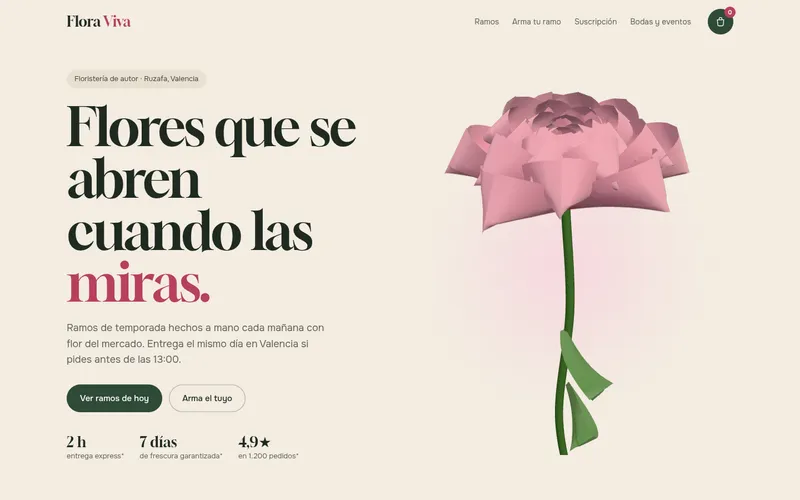 Flora Viva
Ramos
Arma tu ramo
Suscripción
Bodas y eventos
0
Floristería de autor · Ruzafa, Valencia
Flores que se
abren
cuando las
miras.
Ramos de temporada hechos a mano cada mañana con
flor del mercado. Entrega el mismo día en Valencia si
pides antes de las 13:00.
Ver ramos de hoy
Arma el tuyo
2 h
entrega express*
7 días
de frescura garantizada*
4,9★
en 1.200 pedidos*